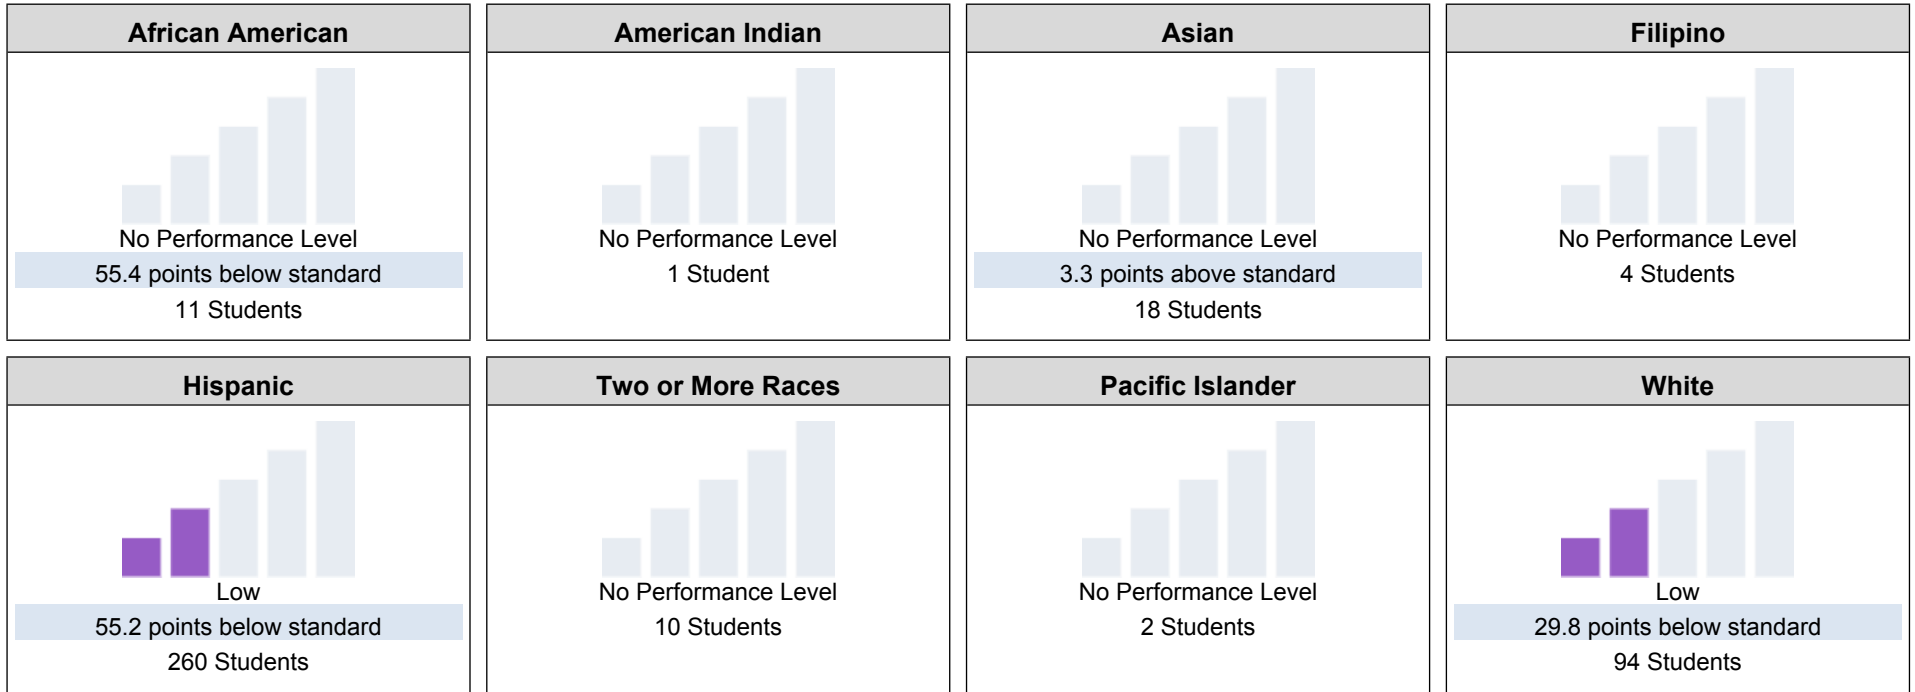 African American
No Performance Level
55.4 points below standard
11 Students
American Indian
No Performance Level
1 Student
Asian
No Performance Level
3.3 points above standard
18 Students
Filipino
No Performance Level
4 Students
Hispanic
Low
55.2 points below standard
260 Students
Two or More Races
No Performance Level
10 Students
Pacific Islander
No Performance Level
2 Students
White
Low
29.8 points below standard
94 Students